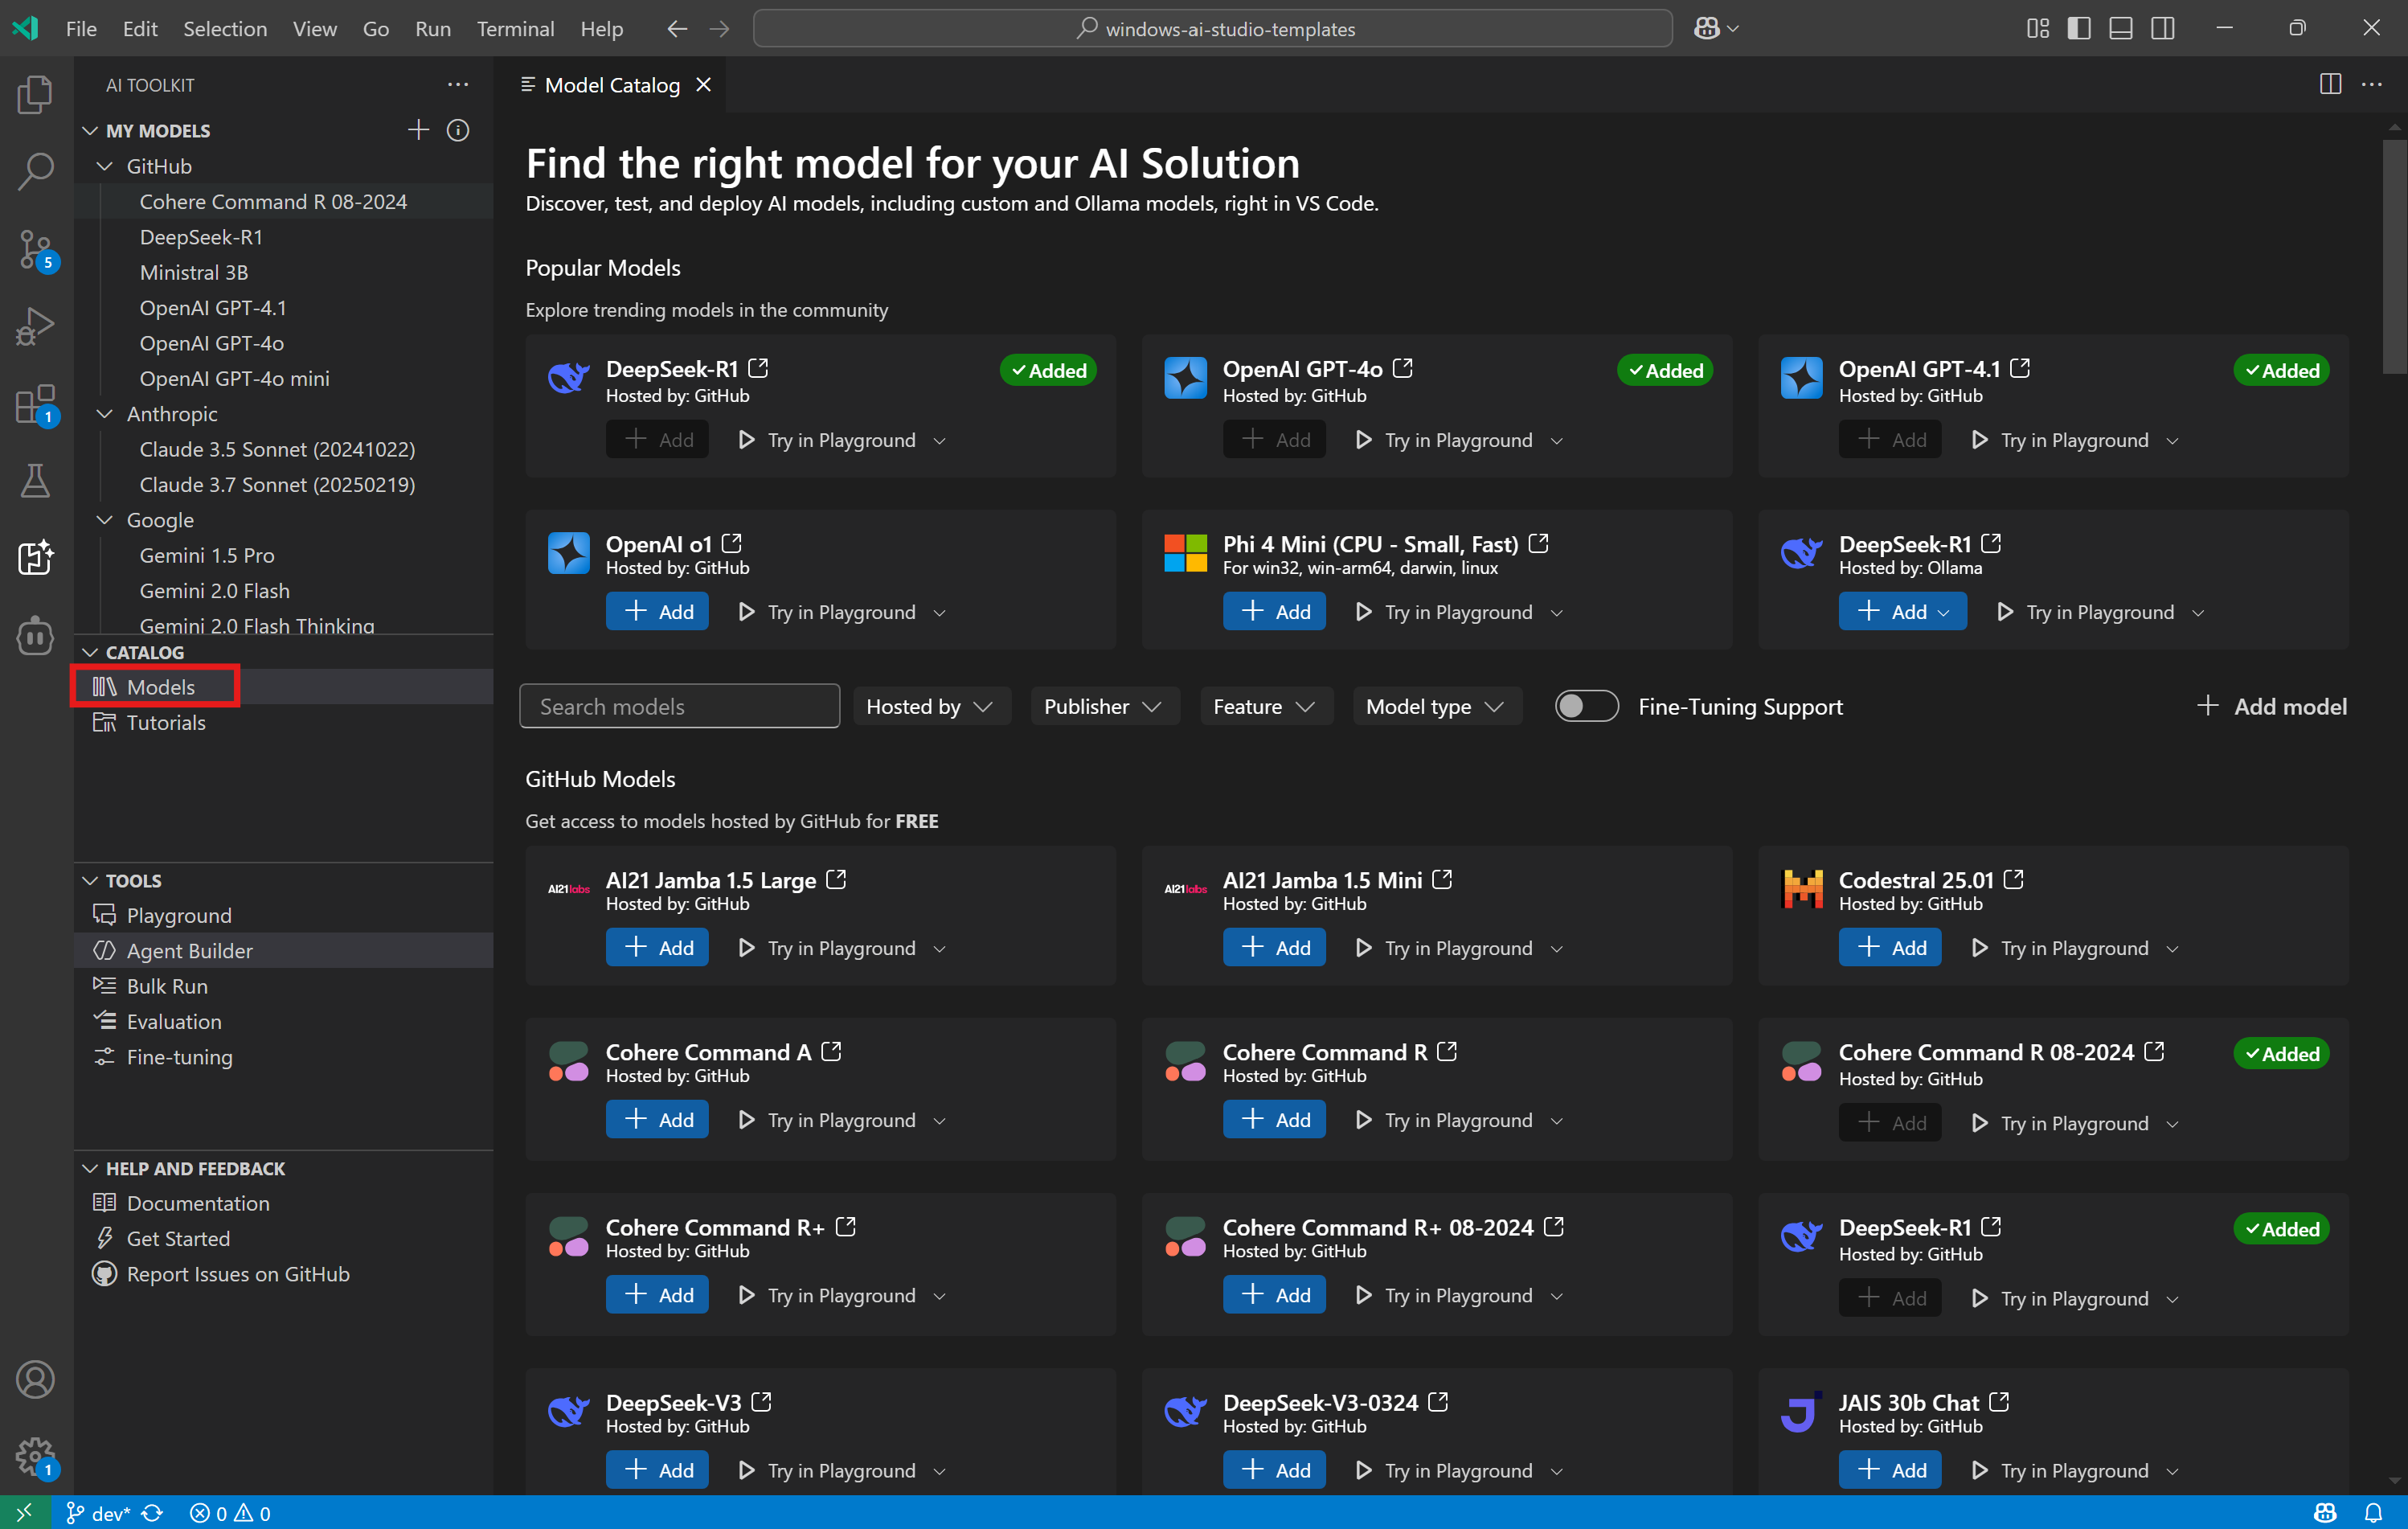 File Edit Selection View Go Run Terminal Help
windows-ai-studio-templates
AI TOOLKIT
MY MODELS
GitHub
Cohere Command R 08-2024
DeepSeek-R1
Ministral 3B
OpenAI GPT-4.1
OpenAI GPT-4o
OpenAI GPT-4o mini
Anthropic
Claude 3.5 Sonnet (20241022)
Claude 3.7 Sonnet (20250219)
Google
Gemini 1.5 Pro
Gemini 2.0 Flash
Gemini 2.0 Flash Thinking
CATALOG
Models
Tutorials
TOOLS
Playground
Agent Builder
Bulk Run
Evaluation
Fine-tuning
HELP AND FEEDBACK
Documentation
Get Started
Report Issues on GitHub
5
1
1
Model Catalog
Find the right model for your AI Solution
Discover, test, and deploy AI models, including custom and Ollama models, right in VS Code.
Popular Models
Explore trending models in the community
DeepSeek-R1
Added
Hosted by: GitHub
Add Try in Playground
OpenAI GPT-4o
Added
Hosted by: GitHub
Add Try in Playground
OpenAI GPT-4.1
Added
Hosted by: GitHub
Add Try in Playground
OpenAI o1
Hosted by: GitHub
Add Try in Playground
Phi 4 Mini (CPU - Small, Fast)
For win32, win-arm64, darwin, linux
Add Try in Playground
DeepSeek-R1
Hosted by: Ollama
Add Try in Playground
Search models Hosted by Publisher Feature Model type Fine-Tuning Support Add model
GitHub Models
Get access to models hosted by GitHub for FREE
AI21labs
AI21 Jamba 1.5 Large
Hosted by: GitHub
Add Try in Playground
AI21labs
AI21 Jamba 1.5 Mini
Hosted by: GitHub
Add Try in Playground
Codestral 25.01
Hosted by: GitHub
Add Try in Playground
Cohere Command A
Hosted by: GitHub
Add Try in Playground
Cohere Command R
Hosted by: GitHub
Add Try in Playground
Cohere Command R 08-2024
Added
Hosted by: GitHub
Add Try in Playground
Cohere Command R+
Hosted by: GitHub
Add Try in Playground
Cohere Command R+ 08-2024
Hosted by: GitHub
Add Try in Playground
DeepSeek-R1
Added
Hosted by: GitHub
Add Try in Playground
DeepSeek-V3
Hosted by: GitHub
Add Try in Playground
DeepSeek-V3-0324
Hosted by: GitHub
Add Try in Playground
JAIS 30b Chat
Hosted by: GitHub
Add Try in Playground
dev* 0 0